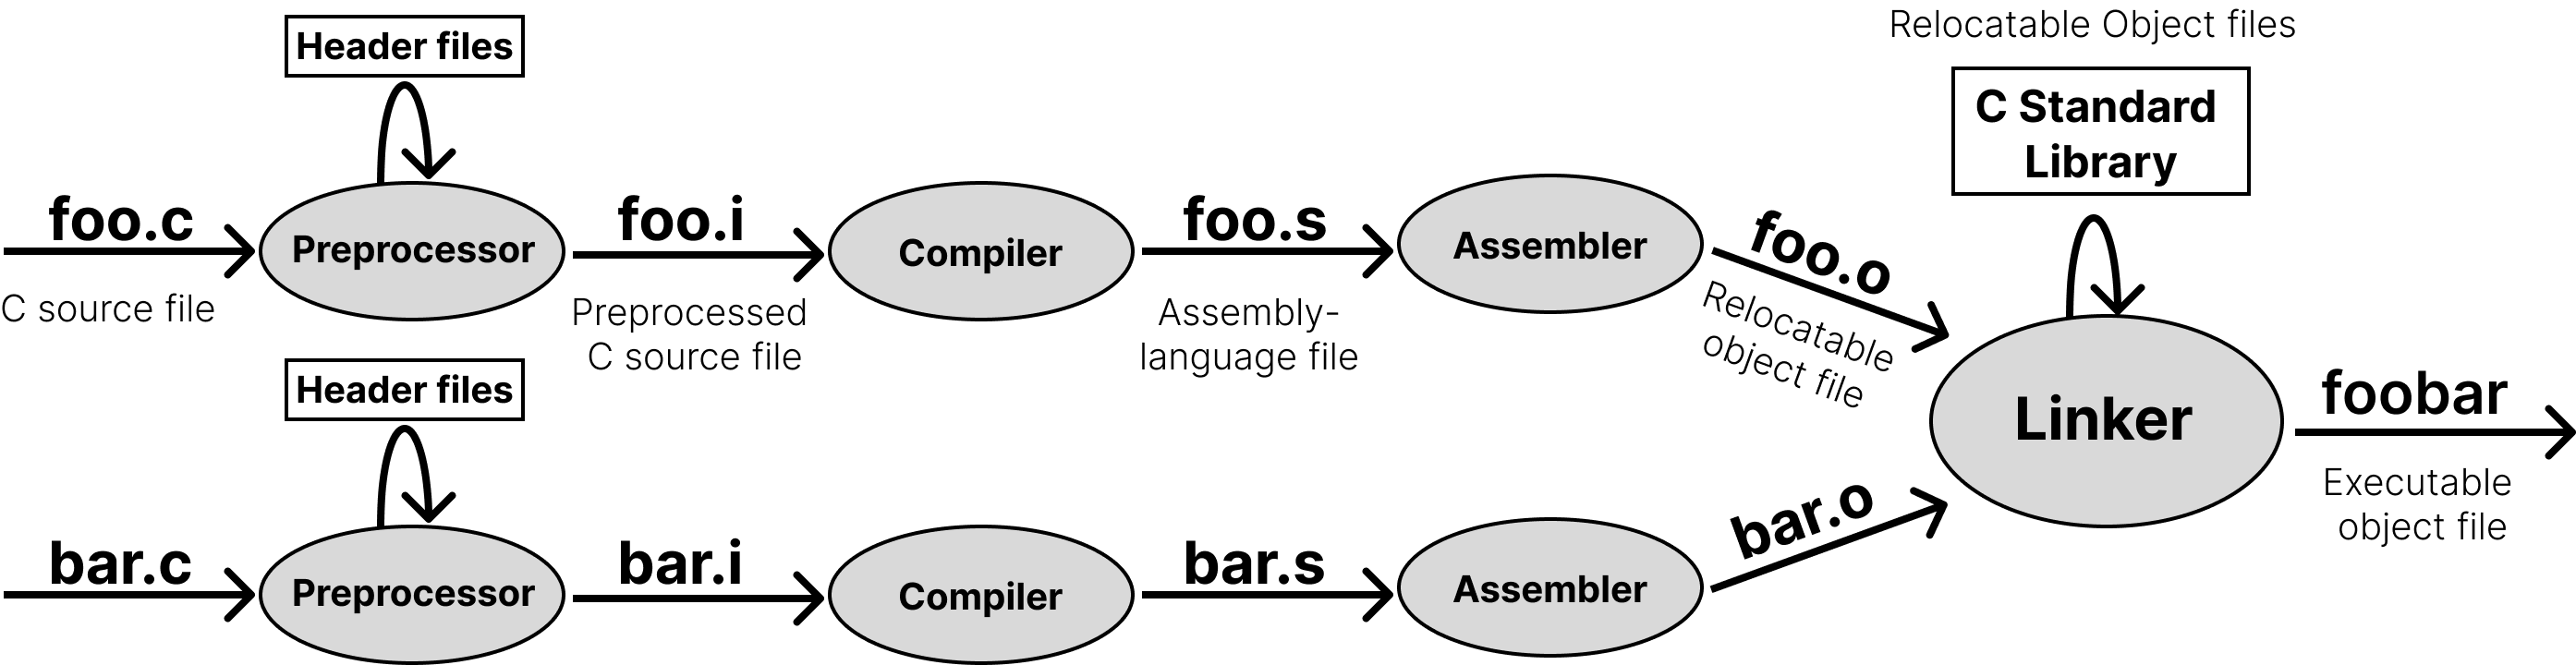 Relocatable Object files
Header files
C Standard
Library
foo.c
Preprocessor
foo.i
Compiler
foo.s
Assembler
foo.o
C source file
Preprocessed
C source file
Assembly-
language file
Relocatable
object file
Header files
Linker
foobar
Executable
object file
bar.c
Preprocessor
bar.i
Compiler
bar.s
Assembler
bar.o